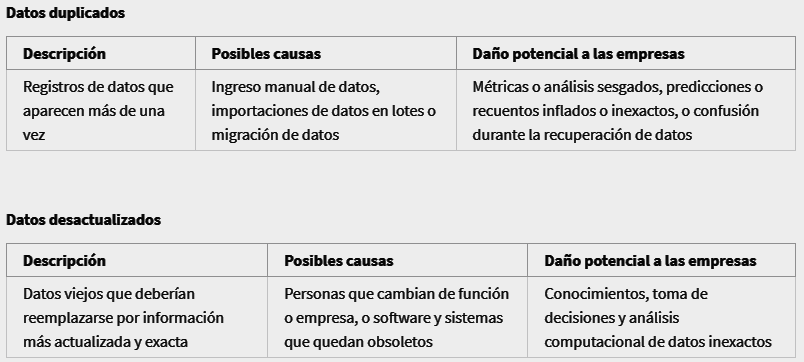 Datos duplicados
Descripción Posibles causas Daño potencial a las empresas
Registros de datos que Ingreso manual de datos, Métricas o análisis sesgados, predicciones o
aparecen más de una importaciones de datos en lotes o recuentos inflados o inexactos, o confusión
vez migración de datos durante la recuperación de datos
Datos desactualizados
Descripción Posibles causas Daño potencial a las empresas
Datos viejos que deberían Personas que cambian de función Conocimientos, toma de
reemplazarse por información o empresa, o software y sistemas decisiones y análisis
más actualizada y exacta que quedan obsoletos computacional de datos inexactos